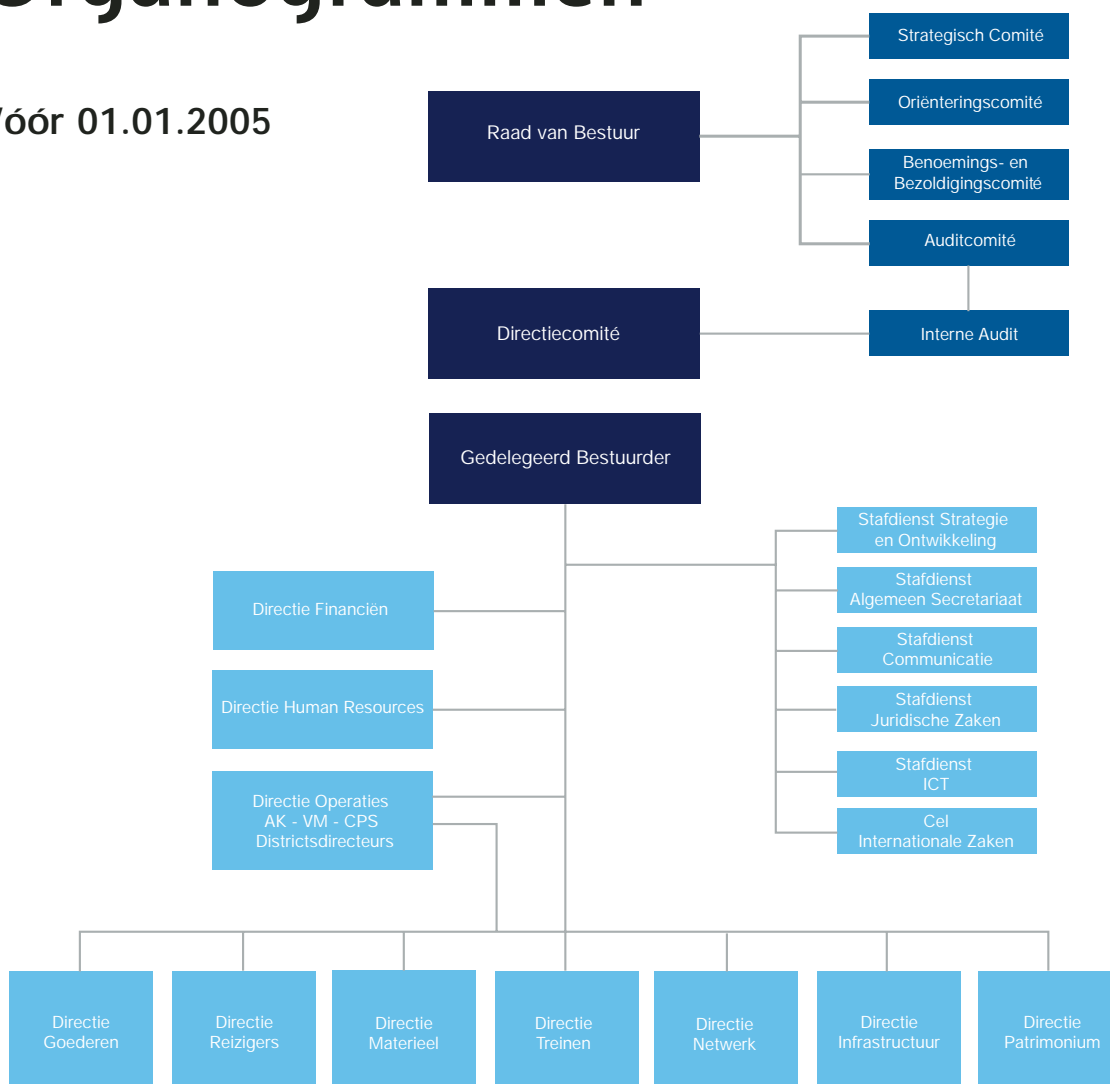 Organogrammen
Vóór 01.01.2005
Raad van Bestuur
Strategisch Comité
Oriënteringscomité
Benoemings- en
Bezoldigingscomité
Auditcomité
Directiecomité
Interne Audit
Gedelegeerd Bestuurder
Stafdienst Strategie
en Ontwikkeling
Stafdienst
Algemeen Secretariaat
Stafdienst
Communicatie
Stafdienst
Juridische Zaken
Stafdienst
ICT
Cel
Internationale Zaken
Directie Financiën
Directie Human Resources
Directie Operaties
AK - VM - CPS
Districtsdirecteurs
Directie
Goederen
Directie
Reizigers
Directie
Materieel
Directie
Treinen
Directie
Netwerk
Directie
Infrastructuur
Directie
Patrimonium